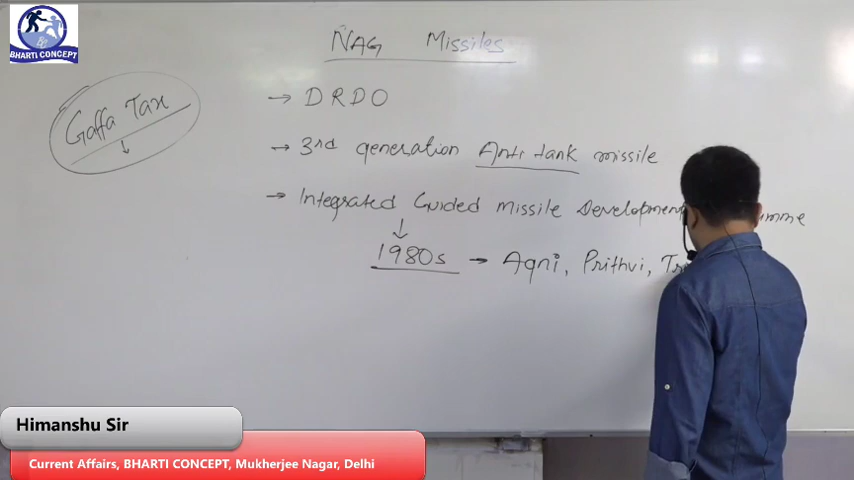 BHARTI CONCEPT
NAG Missiles
Gaffa Tax
↓
→ DRDO
→ 3rd generation Anti tank missile
→ Integrated Guided Missile Development
↓
1980s → Agni, Prithvi,
Himanshu Sir
Current Affairs, BHARTI CONCEPT, Mukherjee Nagar, Delhi